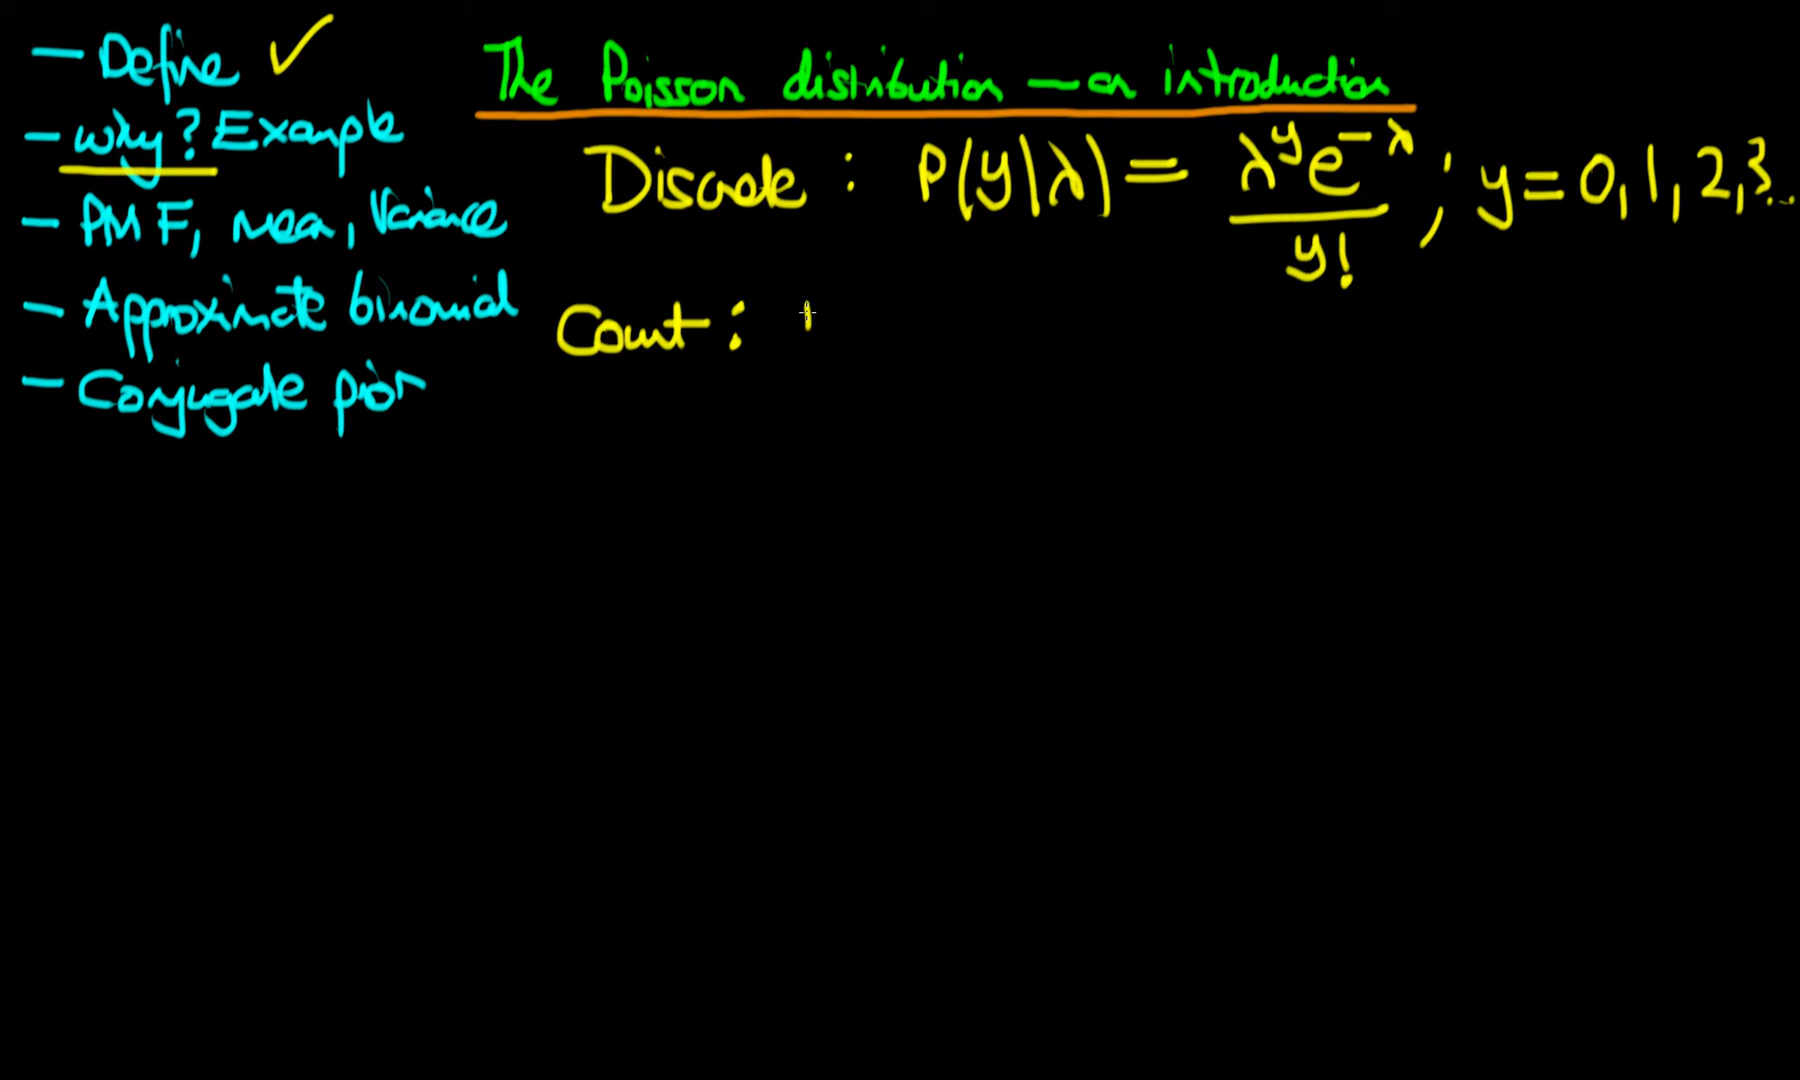 The Poisson distribution — an introduction
— Define ✓
— Why? Example
— PMF, Mean, Variance
— Approximate binomial
— Conjugate prior
Discrete : P(y|λ) = λ^y e^-λ / y! ; y = 0, 1, 2, 3...
Count :